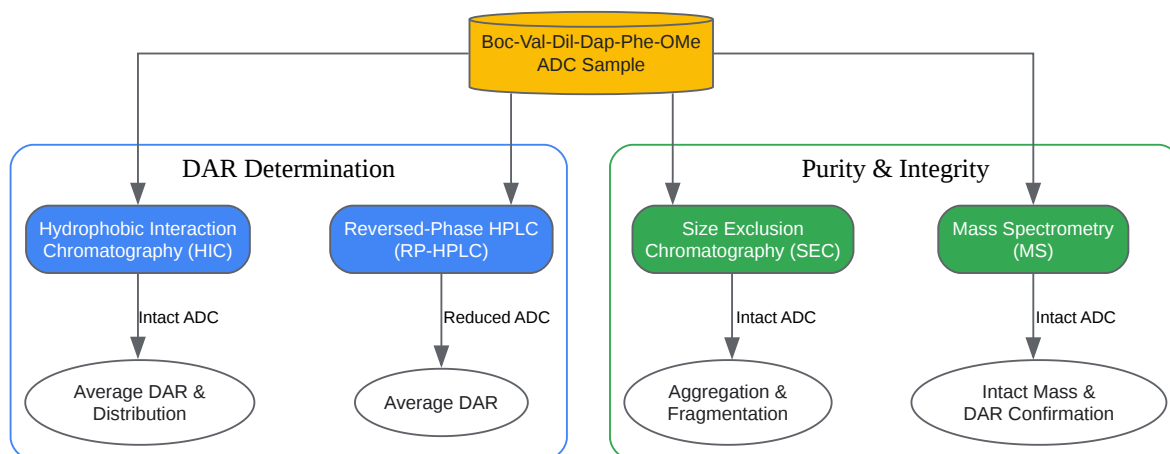 Boc-Val-Dil-Dap-Phe-OMe
ADC Sample
DAR Determination
Purity & Integrity
Hydrophobic Interaction
Chromatography (HIC)
Reversed-Phase HPLC
(RP-HPLC)
Size Exclusion
Chromatography (SEC)
Mass Spectrometry
(MS)
Intact ADC
Reduced ADC
Intact ADC
Intact ADC
Average DAR &
Distribution
Average DAR
Aggregation &
Fragmentation
Intact Mass &
DAR Confirmation